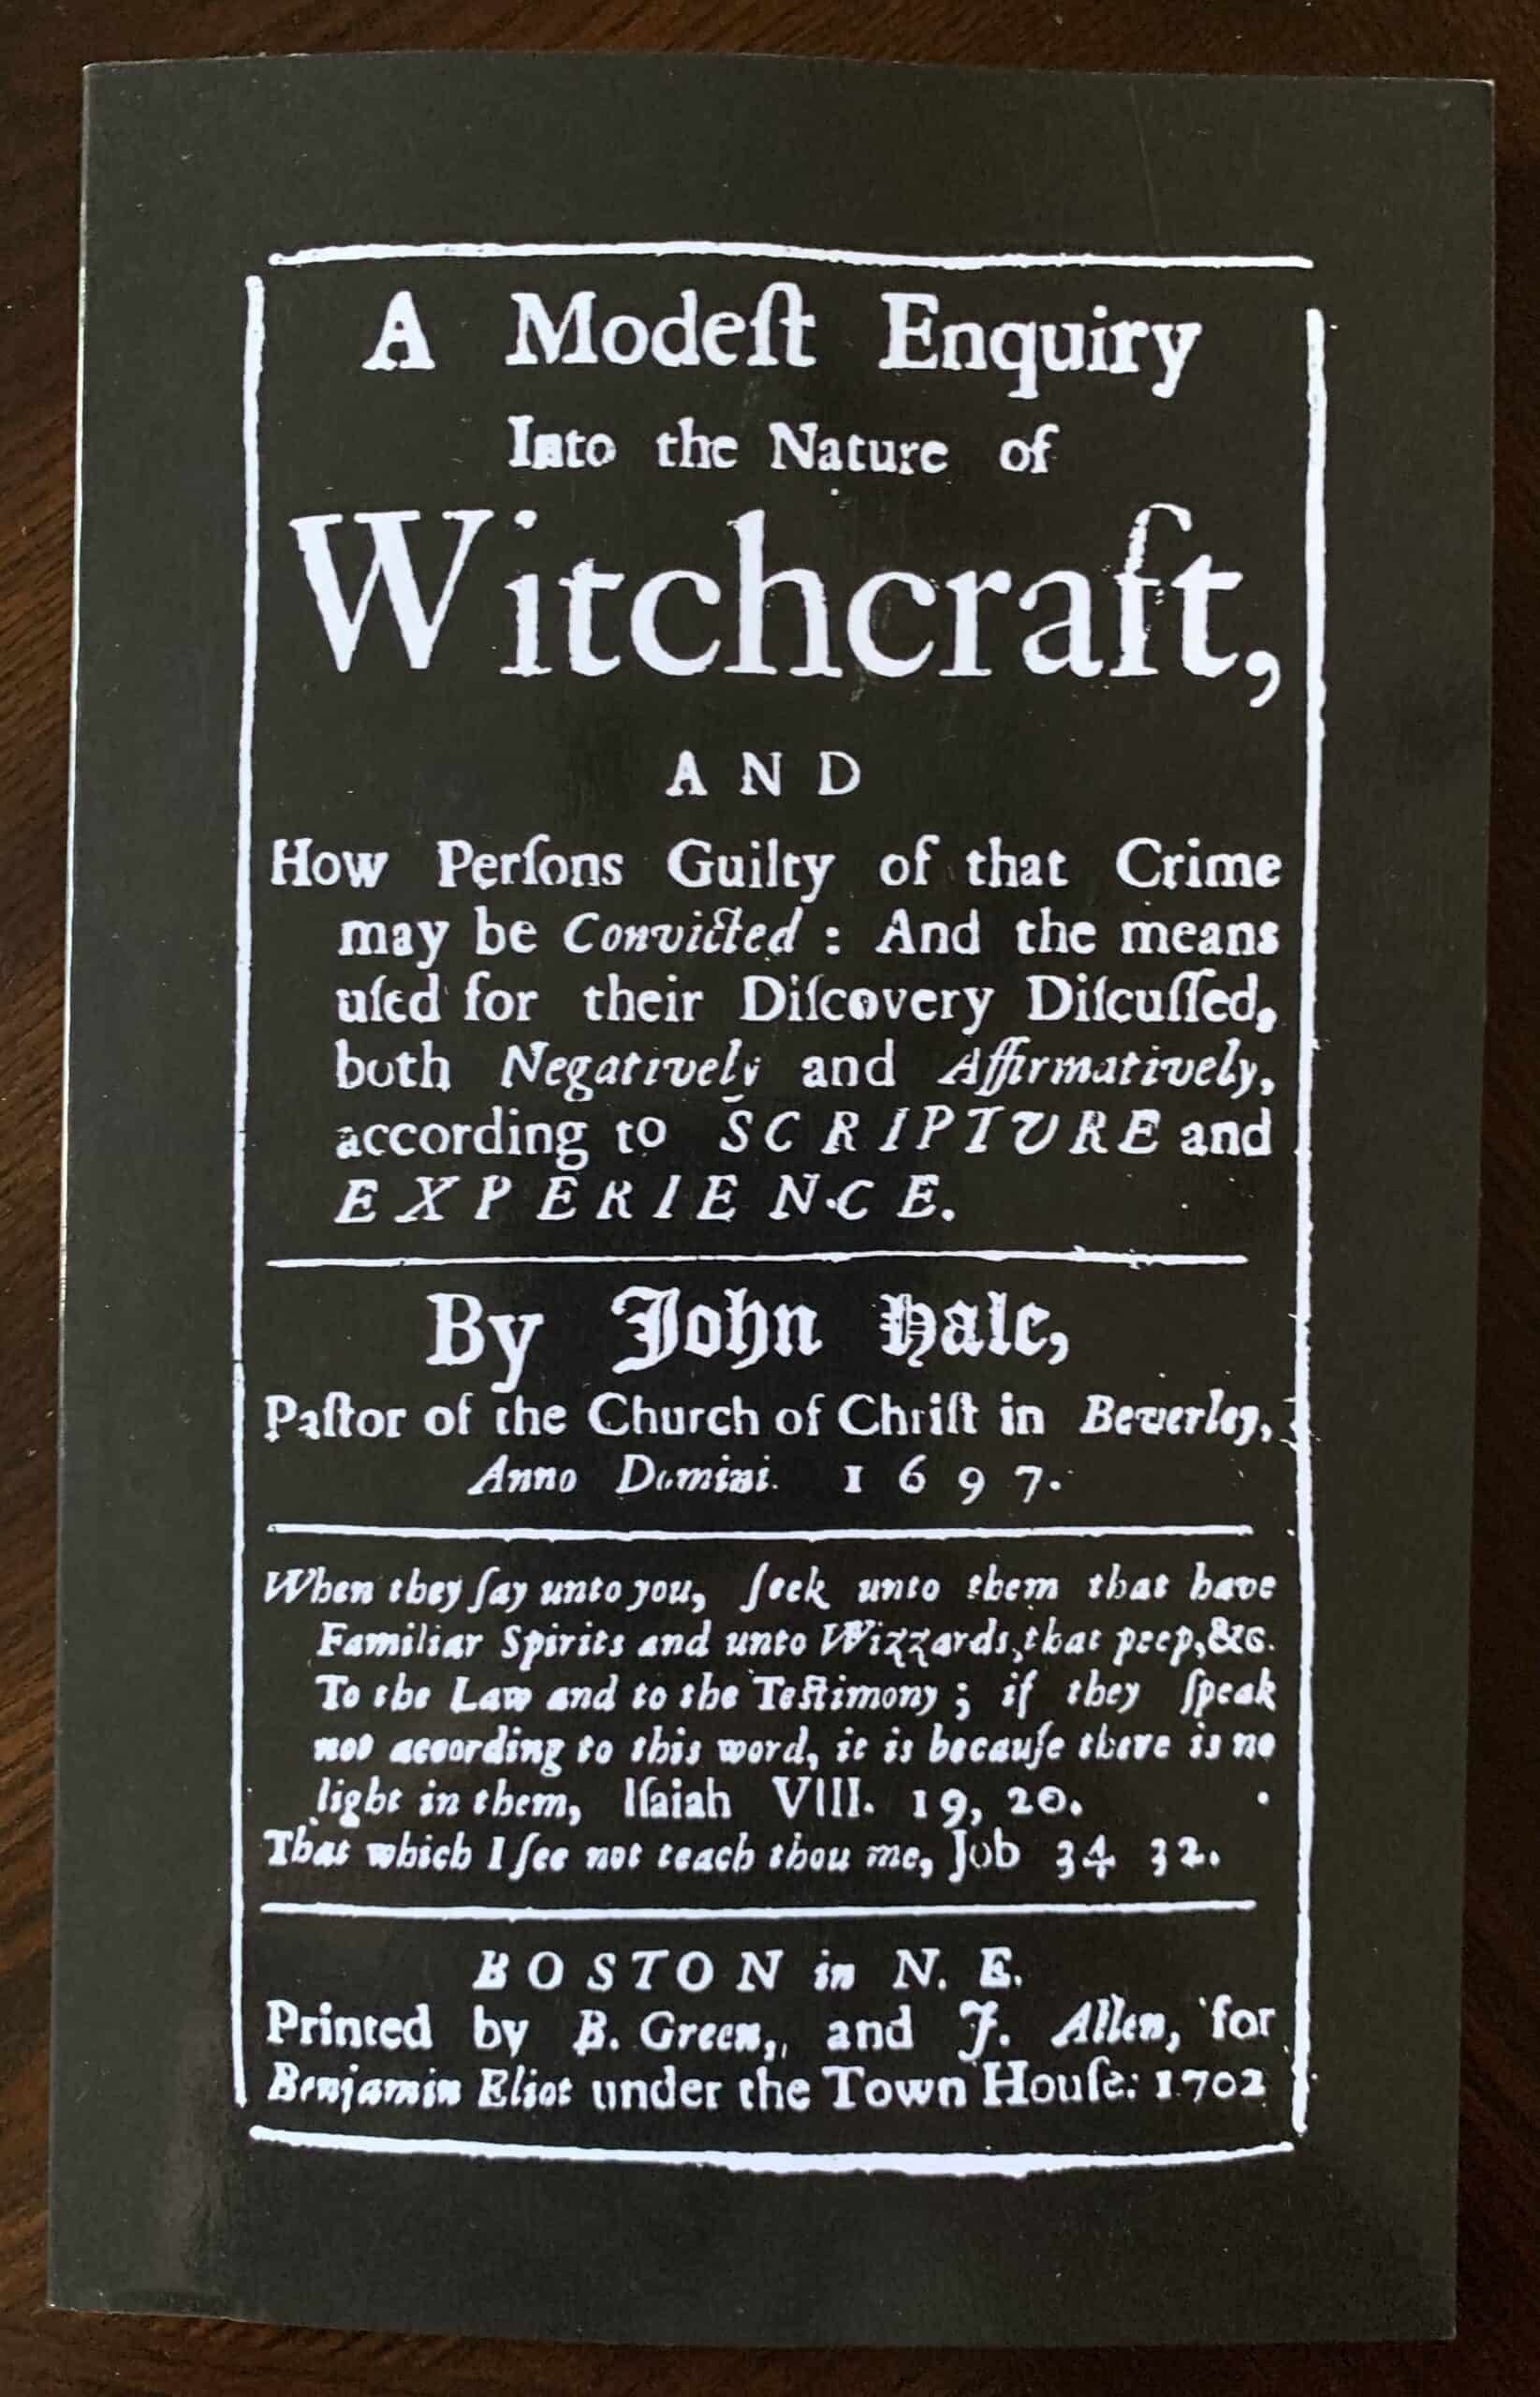 A Modeſt Enquiry
Into the Nature of
Witchcraft,
AND
How Perſons Guilty of that Crime
may be Convicted : And the means
uſed for their Diſcovery Diſcuſſed,
both Negatively and Affirmatively,
according to SCRIPTURE and
EXPERIENCE.
By John Hale,
Paſtor of the Church of Chriſt in Beverley,
Anno Domini. 1697.
When they ſay unto you, ſeek unto them that have
Familiar Spirits and unto Wizzards, that peep, &c.
To the Law and to the Teſtimony ; if they ſpeak
not according to this word, it is becauſe there is no
light in them, Iſaiah VIII. 19, 20.
That which I ſee not teach thou me, Job 34 32.
BOSTON in N. E.
Printed by B. Green,, and J. Allen, for
Benjamin Eliot under the Town Houſe: 1702